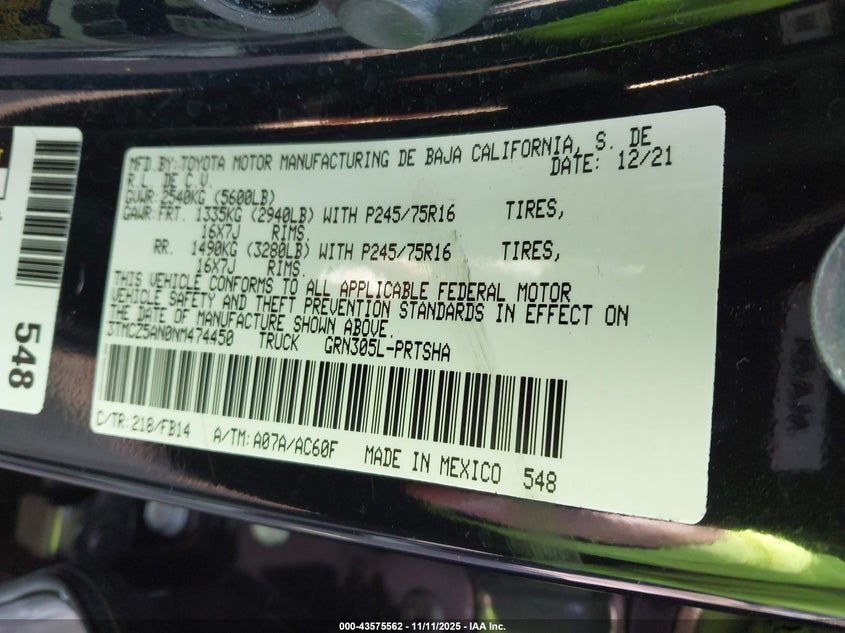 MFD.BY:TOYOTA MOTOR MANUFACTURING DE BAJA CALIFORNIA, S. DE
R.L. DE C.V. DATE: 12/21
GVWR: 2540KG (5600LB)
GAWR:FRT. 1335KG (2940LB) WITH P245/75R16 TIRES,
16X7J RIMS.
RR. 1490KG (3280LB) WITH P245/75R16 TIRES,
16X7J RIMS.
THIS VEHICLE CONFORMS TO ALL APPLICABLE FEDERAL MOTOR
VEHICLE SAFETY AND THEFT PREVENTION STANDARDS IN EFFECT ON
THE DATE OF MANUFACTURE SHOWN ABOVE.
3TMCZ5AN0NM474450 TRUCK GRN305L-PRTSHA
C/TR:218/FB14 A/TM:A07A/AC60F MADE IN MEXICO 548
548
000-43575562 - 11/11/2025 - IAA Inc.